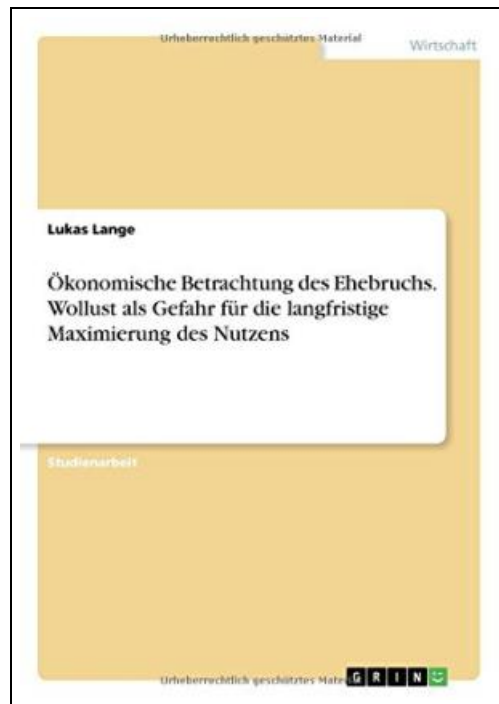 Urheberrechtlich geschütztes Material
Wirtschaft
Lukas Lange
Ökonomische Betrachtung des Ehebruchs.
Wollust als Gefahr für die langfristige
Maximierung des Nutzens
Studienarbeit
Urheberrechtlich geschütztes Mate
G R I N